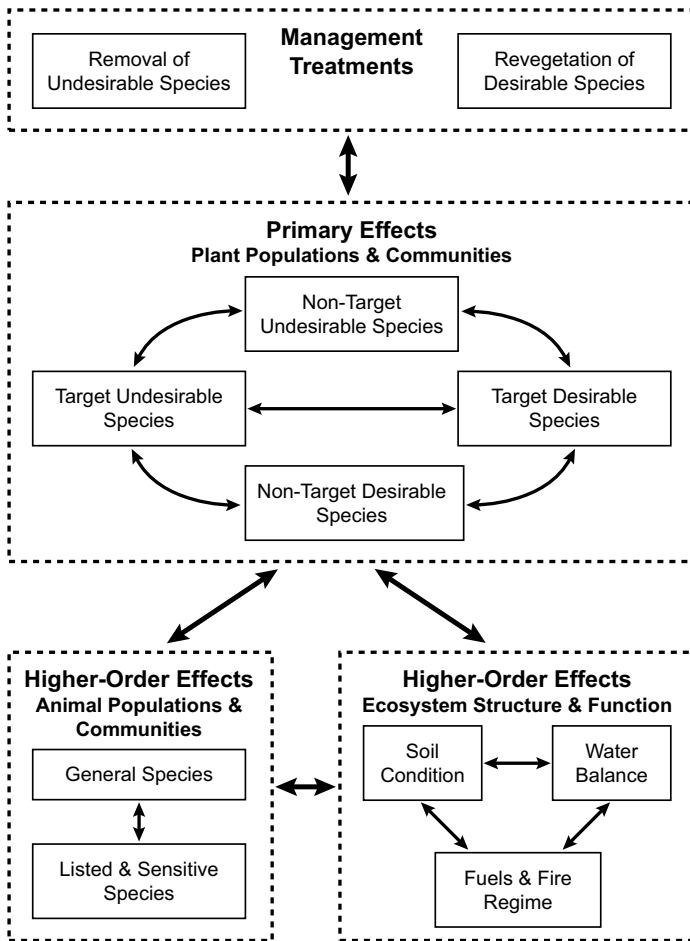 Management
Treatments
Removal of
Undesirable Species
Revegetation of
Desirable Species
Primary Effects
Plant Populations & Communities
Non-Target
Undesirable Species
Target Undesirable
Species
Target Desirable
Species
Non-Target Desirable
Species
Higher-Order Effects
Animal Populations &
Communities
General Species
Listed & Sensitive
Species
Higher-Order Effects
Ecosystem Structure & Function
Soil
Condition
Water
Balance
Fuels & Fire
Regime